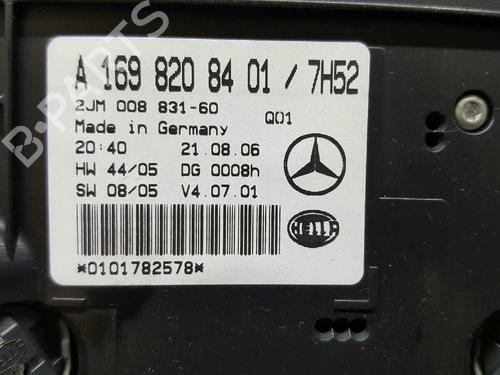 A 169 820 84 01 / 7H52
2JM 008 831-60 Q01
Made in Germany
20:40 21.08.06
HW 44/05 DG 0008h
SW 08/05 V4.07.01
HELLA
*0101782578*